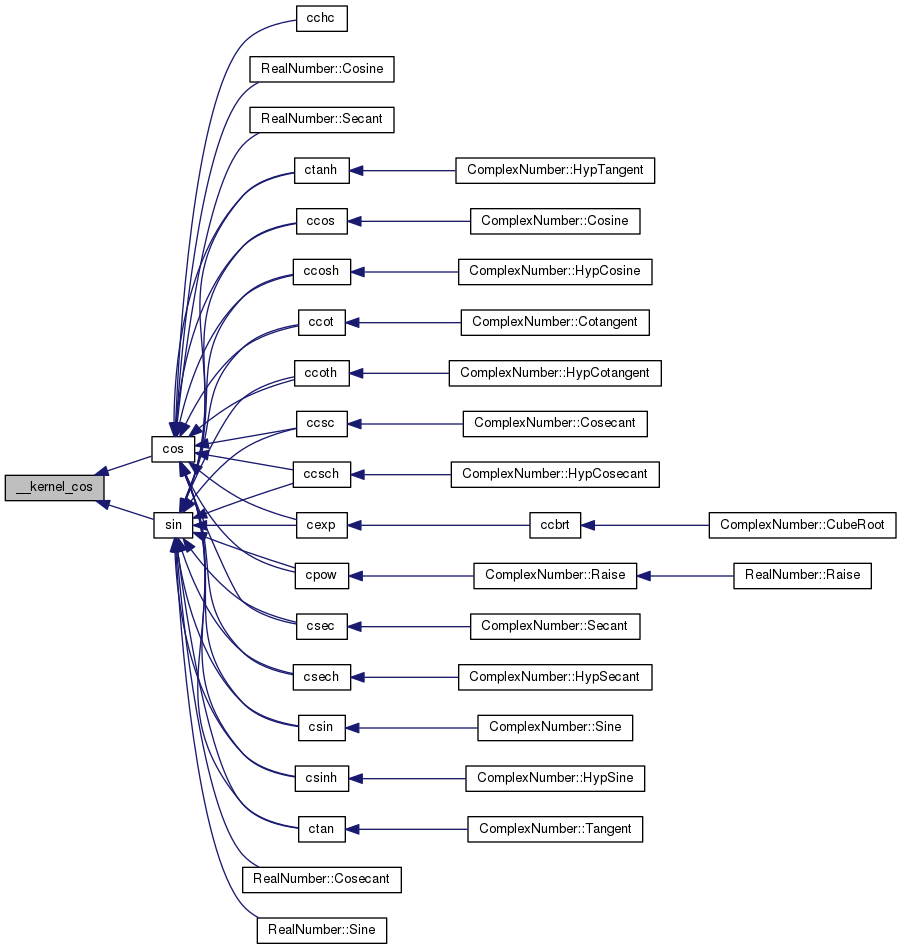 cchc
RealNumber::Cosine
RealNumber::Secant
ctanh
ComplexNumber::HypTangent
ccos
ComplexNumber::Cosine
ccosh
ComplexNumber::HypCosine
ccot
ComplexNumber::Cotangent
ccoth
ComplexNumber::HypCotangent
ccsc
ComplexNumber::Cosecant
cos
ccsch
ComplexNumber::HypCosecant
__kernel_cos
sin
cexp
ccbrt
ComplexNumber::CubeRoot
cpow
ComplexNumber::Raise
RealNumber::Raise
csec
ComplexNumber::Secant
csech
ComplexNumber::HypSecant
csin
ComplexNumber::Sine
csinh
ComplexNumber::HypSine
ctan
ComplexNumber::Tangent
RealNumber::Cosecant
RealNumber::Sine